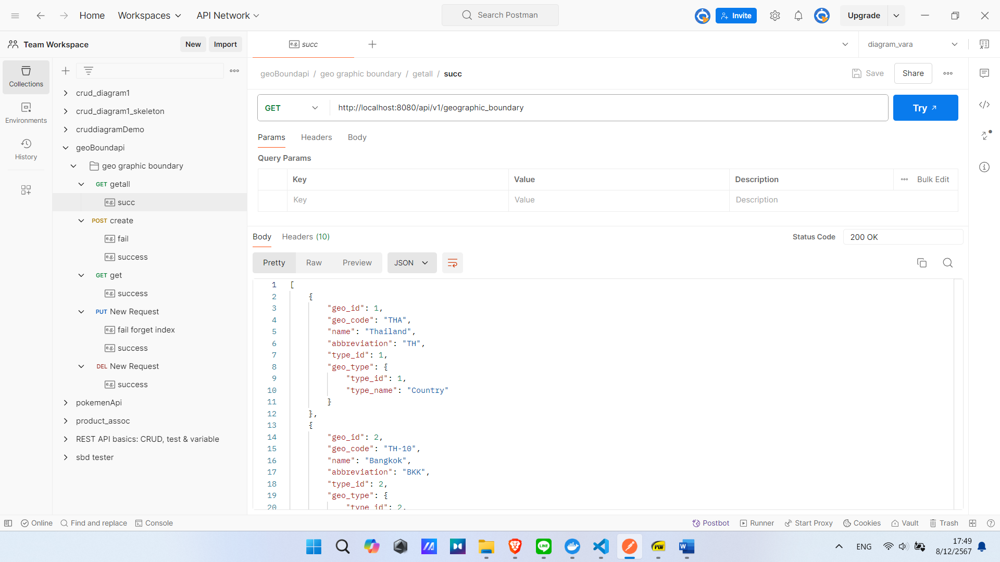 Home Workspaces API Network Search Postman Invite Upgrade
Team Workspace New Import e.g. succ diagram_vara
Collections
Environments
History
crud_diagram1
crud_diagram1_skeleton
cruddiagramDemo
geoBoundapi
geo graphic boundary
GET getall
e.g. succ
POST create
e.g. fail
e.g. success
GET get
e.g. success
PUT New Request
e.g. fail forget index
e.g. success
DEL New Request
e.g. success
pokemenApi
product_assoc
REST API basics: CRUD, test & variable
sbd tester
geoBoundapi / geo graphic boundary / getall / succ Save Share
GET http://localhost:8080/api/v1/geographic_boundary Try
Params Headers Body
Query Params
Key Value Description Bulk Edit
Key Value Description
Body Headers (10) Status Code 200 OK
Pretty Raw Preview JSON
1 [
2 {
3 "geo_id": 1,
4 "geo_code": "THA",
5 "name": "Thailand",
6 "abbreviation": "TH",
7 "type_id": 1,
8 "geo_type": {
9 "type_id": 1,
10 "type_name": "Country"
11 }
12 },
13 {
14 "geo_id": 2,
15 "geo_code": "TH-10",
16 "name": "Bangkok",
17 "abbreviation": "BKK",
18 "type_id": 2,
19 "geo_type": {
20 "type_id": 2,
Online Find and replace Console Postbot Runner Start Proxy Cookies Vault Trash
LINE PDF W ENG 17:49
8/12/2567